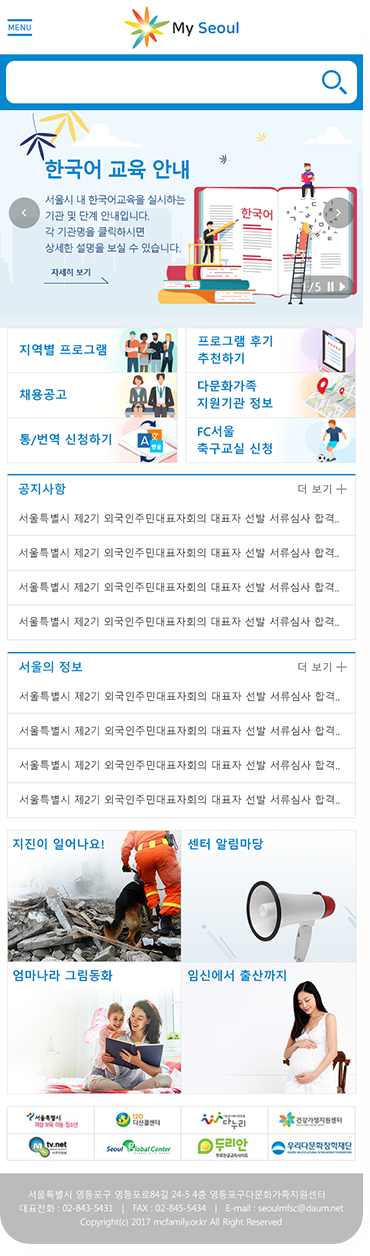 MENU
My Seoul
한국어 교육 안내
서울시 내 한국어교육을 실시하는
기관 및 단계 안내입니다.
각 기관명을 클릭하시면
상세한 설명을 보실 수 있습니다.
자세히 보기
한국어
/5
지역별 프로그램
프로그램 후기
추천하기
채용공고
다문화가족
지원기관 정보
통/번역 신청하기
A
FC서울
축구교실 신청
공지사항 더 보기
서울특별시 제2기 외국인주민대표자회의 대표자 선발 서류심사 합격..
서울특별시 제2기 외국인주민대표자회의 대표자 선발 서류심사 합격..
서울특별시 제2기 외국인주민대표자회의 대표자 선발 서류심사 합격..
서울특별시 제2기 외국인주민대표자회의 대표자 선발 서류심사 합격..
서울의 정보 더 보기
서울특별시 제2기 외국인주민대표자회의 대표자 선발 서류심사 합격..
서울특별시 제2기 외국인주민대표자회의 대표자 선발 서류심사 합격..
서울특별시 제2기 외국인주민대표자회의 대표자 선발 서류심사 합격..
서울특별시 제2기 외국인주민대표자회의 대표자 선발 서류심사 합격..
지진이 일어나요!
센터 알림마당
엄마나라 그림동화
임신에서 출산까지
서울특별시
여성 보육 아동 청소년
120
다산콜센터
다누리
건강가정지원센터
tv.net
Seoul Global Center
두리안
우리다문화장학재단
서울특별시 영등포구 영등포로84길 24-5 4층 영등포구다문화가족지원센터
대표전화 : 02-843-5431 | FAX : 02-845-5434 | E-mail : seoulmfsc@daum.net
Copyright(c) 2017 mcfamily.or.kr All Right Reserved